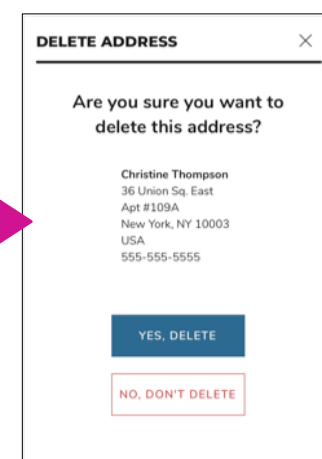 DELETE ADDRESS
Are you sure you want to
delete this address?
Christine Thompson
36 Union Sq. East
Apt #109A
New York, NY 10003
USA
555-555-5555
YES, DELETE
NO, DON'T DELETE